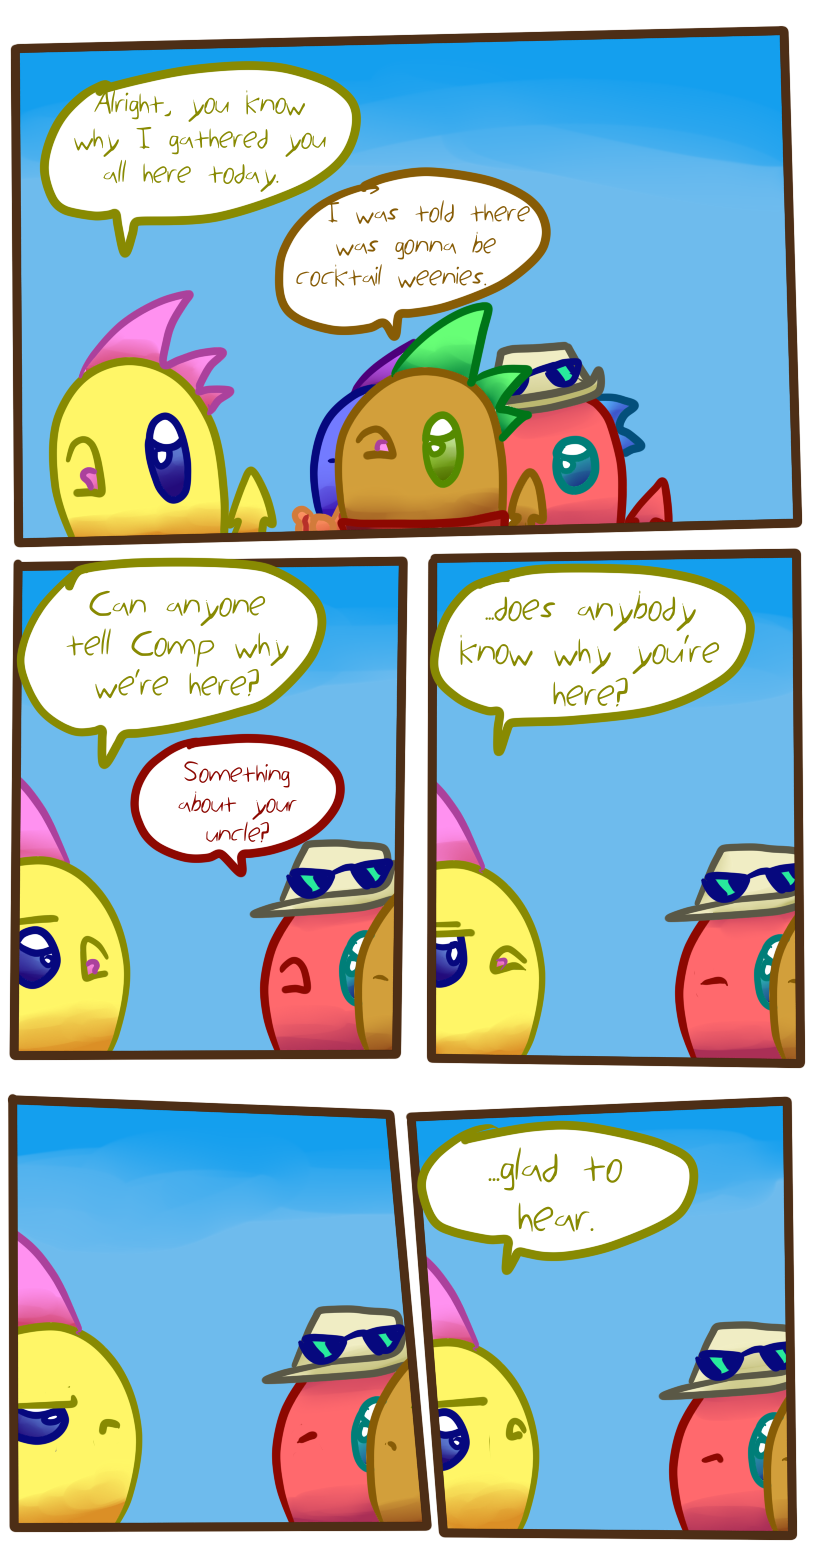 Alright, you know
why I gathered you
all here today.
I was told there
was gonna be
cocktail weenies.
Can anyone
tell Comp why
we're here?
Something
about your
uncle?
...does anybody
know why you're
here?
...glad to
hear.